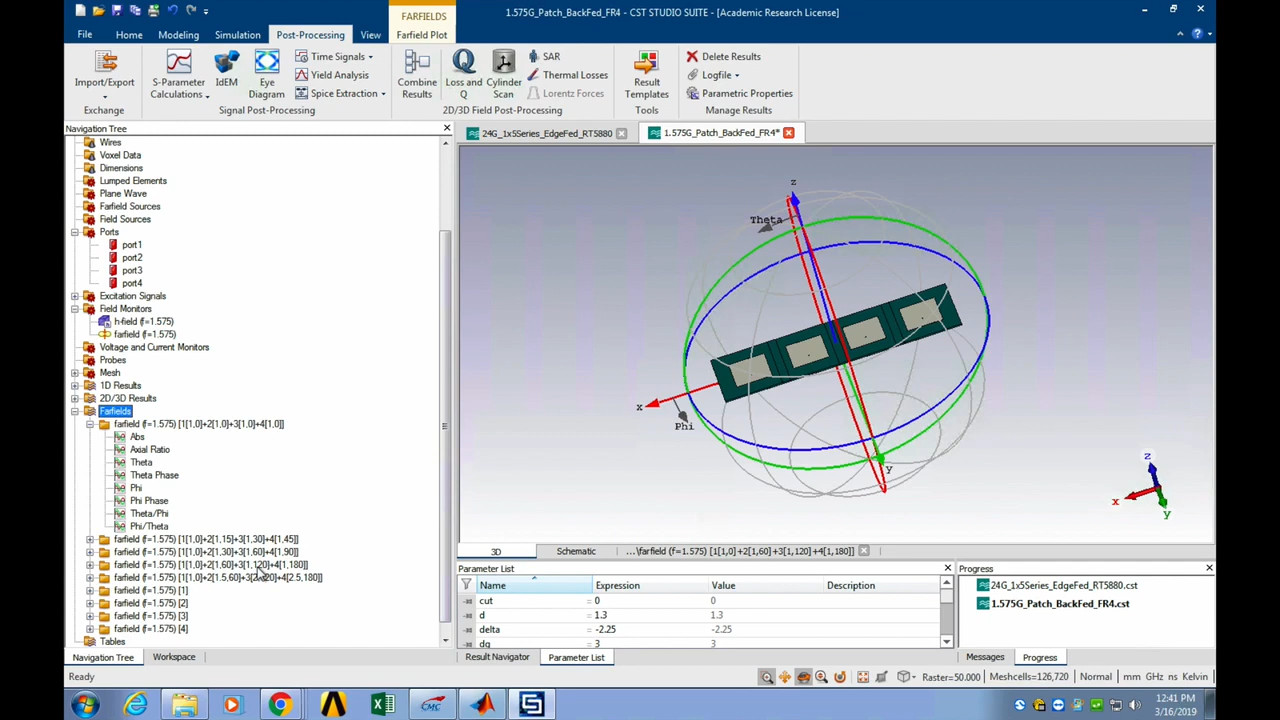 FARFIELDS
1.575G_Patch_BackFed_FR4 - CST STUDIO SUITE - [Academic Research License]
File Home Modeling Simulation Post-Processing View Farfield Plot
Import/Export
S-Parameter Calculations
IdEM
Eye Diagram
Time Signals
Yield Analysis
Spice Extraction
Combine Results
Loss and Q
Cylinder Scan
SAR
Thermal Losses
Lorentz Forces
Result Templates
Delete Results
Logfile
Parametric Properties
Exchange Signal Post-Processing 2D/3D Field Post-Processing Tools Manage Results
Navigation Tree
Wires
Voxel Data
Dimensions
Lumped Elements
Plane Wave
Farfield Sources
Field Sources
Ports
port1
port2
port3
port4
Excitation Signals
Field Monitors
h-field (f=1.575)
farfield (f=1.575)
Voltage and Current Monitors
Probes
Mesh
1D Results
2D/3D Results
Farfields
farfield (f=1.575) [1[1,0]+2[1,0]+3[1,0]+4[1,0]]
Abs
Axial Ratio
Theta
Theta Phase
Phi
Phi Phase
Theta/Phi
Phi/Theta
farfield (f=1.575) [1[1,0]+2[1,15]+3[1,30]+4[1,45]]
farfield (f=1.575) [1[1,0]+2[1,30]+3[1,60]+4[1,90]]
farfield (f=1.575) [1[1,0]+2[1,60]+3[1,120]+4[1,180]]
farfield (f=1.575) [1[1,0]+2[1.5,60]+3[2,120]+4[2.5,180]]
farfield (f=1.575) [1]
farfield (f=1.575) [2]
farfield (f=1.575) [3]
farfield (f=1.575) [4]
Tables
Navigation Tree Workspace
24G_1x5Series_EdgeFed_RT5880 1.575G_Patch_BackFed_FR4*
z
Theta
x
Phi
y
z
x
y
3D Schematic ...\farfield (f=1.575) [1[1,0]+2[1,60]+3[1,120]+4[1,180]]
Parameter List
Name Expression Value Description
cut = 0 0
d = 1.3 1.3
delta = -2.25 -2.25
dg = 3 3
Result Navigator Parameter List
Progress
24G_1x5Series_EdgeFed_RT5880.cst
1.575G_Patch_BackFed_FR4.cst
Messages Progress
Ready
Raster=50.000 Meshcells=126,720 Normal mm GHz ns Kelvin
CMC
12:41 PM
3/16/2019